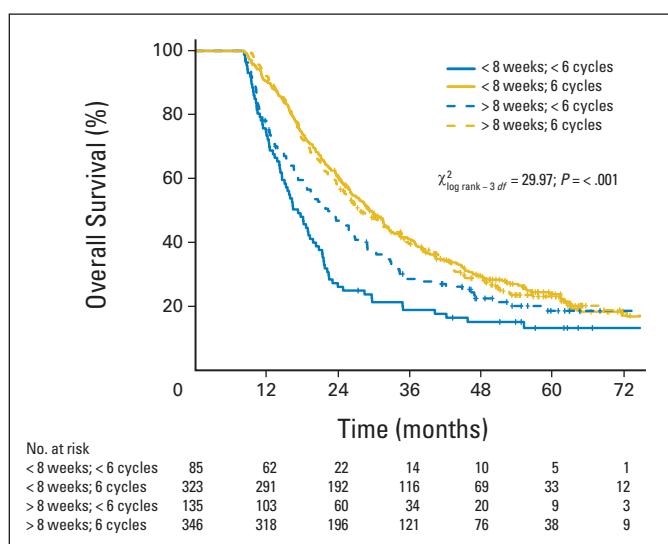 100
80
60
40
20
Overall Survival (%)
< 8 weeks; < 6 cycles
< 8 weeks; 6 cycles
> 8 weeks; < 6 cycles
> 8 weeks; 6 cycles
χ²log rank – 3 df = 29.97; P = < .001
0 12 24 36 48 60 72
Time (months)
No. at risk
< 8 weeks; < 6 cycles 85 62 22 14 10 5 1
< 8 weeks; 6 cycles 323 291 192 116 69 33 12
> 8 weeks; < 6 cycles 135 103 60 34 20 9 3
> 8 weeks; 6 cycles 346 318 196 121 76 38 9